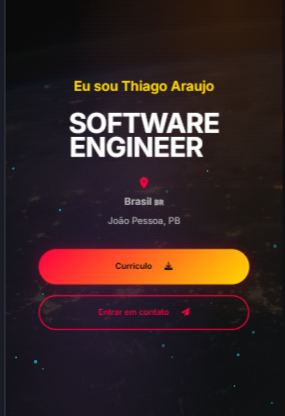 Eu sou Thiago Araujo
SOFTWARE
ENGINEER
Brasil BR
João Pessoa, PB
Currículo
Entrar em contato